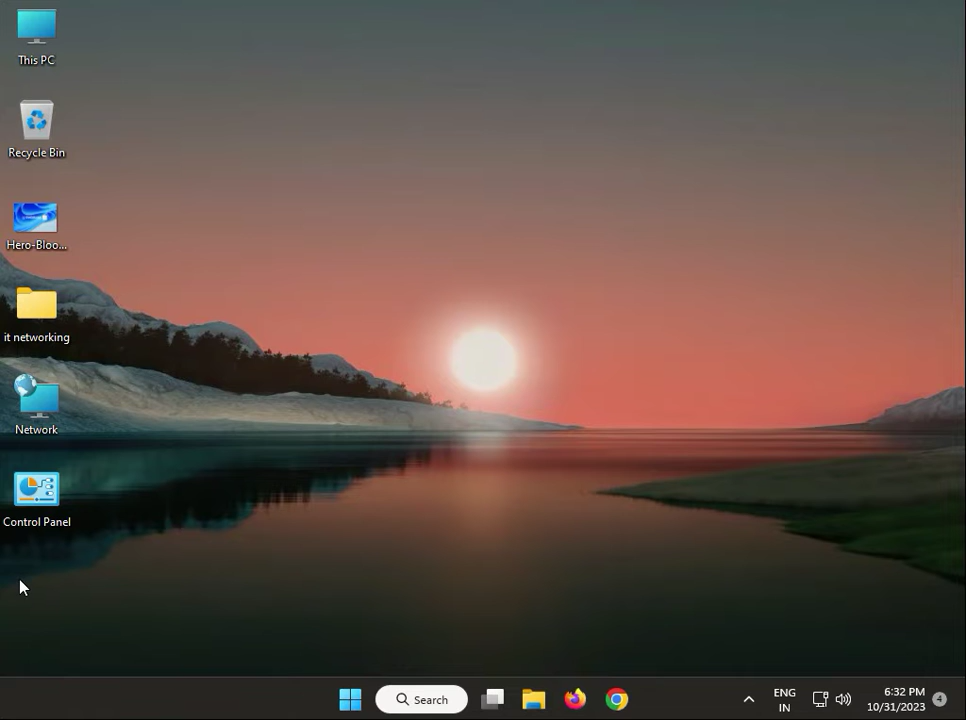 This PC
Recycle Bin
Hero-Bloo...
it networking
Network
Control Panel
Search
ENG
IN
6:32 PM
10/31/2023
4